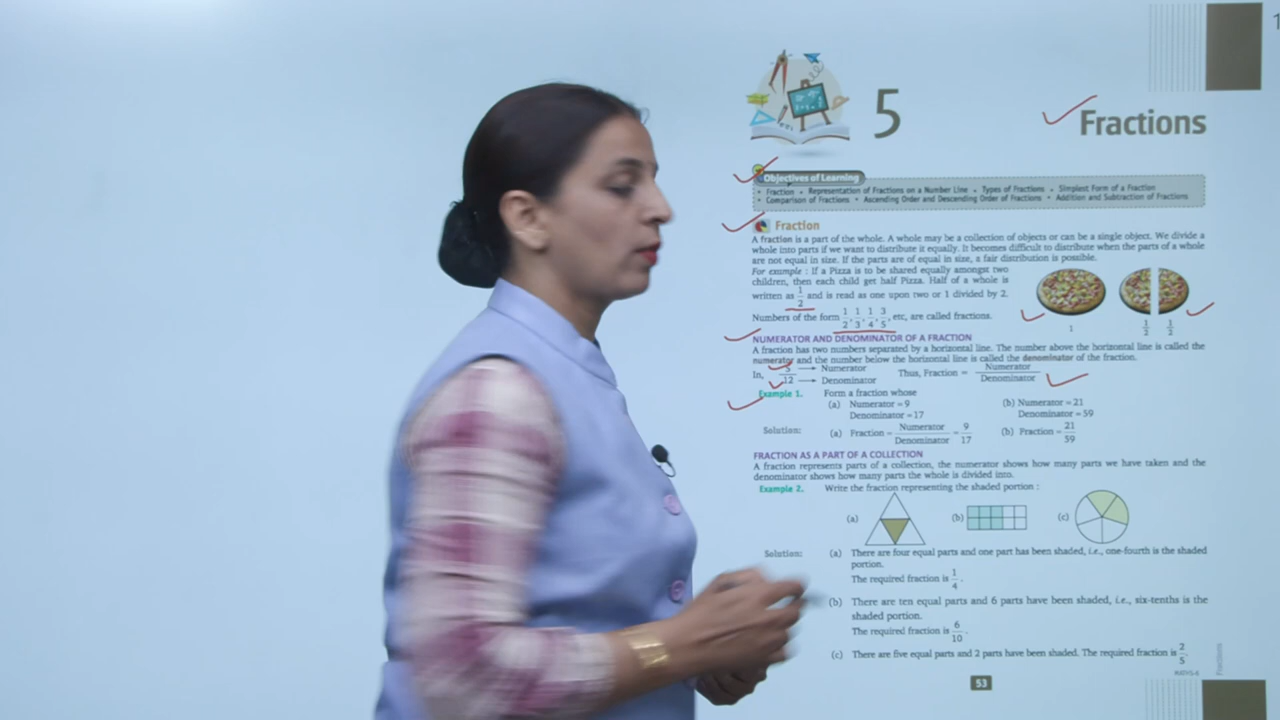 1
5
Fractions
Objectives of Learning
• Fraction • Representation of Fractions on a Number Line • Types of Fractions • Simplest Form of a Fraction
• Comparison of Fractions • Ascending Order and Descending Order of Fractions • Addition and Subtraction of Fractions
Fraction
A fraction is a part of the whole. A whole may be a collection of objects or can be a single object. We divide a
whole into parts if we want to distribute it equally. It becomes difficult to distribute when the parts of a whole
are not equal in size. If the parts are of equal in size, a fair distribution is possible.
For example : If a Pizza is to be shared equally amongst two
children, then each child get half Pizza. Half of a whole is
written as 1/2 and is read as one upon two or 1 divided by 2.
Numbers of the form 1/2, 1/3, 1/4, 3/5, etc, are called fractions.
1 1/2 1/2
NUMERATOR AND DENOMINATOR OF A FRACTION
A fraction has two numbers separated by a horizontal line. The number above the horizontal line is called the
numerator and the number below the horizontal line is called the denominator of the fraction.
In, 5/12 → Numerator → Denominator Thus, Fraction = Numerator/Denominator
Example 1. Form a fraction whose
(a) Numerator = 9 (b) Numerator = 21
Denominator = 17 Denominator = 59
Solution: (a) Fraction = Numerator/Denominator = 9/17 (b) Fraction = 21/59
FRACTION AS A PART OF A COLLECTION
A fraction represents parts of a collection, the numerator shows how many parts we have taken and the
denominator shows how many parts the whole is divided into.
Example 2. Write the fraction representing the shaded portion :
(a) (b) (c)
Solution: (a) There are four equal parts and one part has been shaded, i.e., one-fourth is the shaded
portion.
The required fraction is 1/4.
(b) There are ten equal parts and 6 parts have been shaded, i.e., six-tenths is the
shaded portion.
The required fraction is 6/10.
(c) There are five equal parts and 2 parts have been shaded. The required fraction is 2/5.
53
Fractions